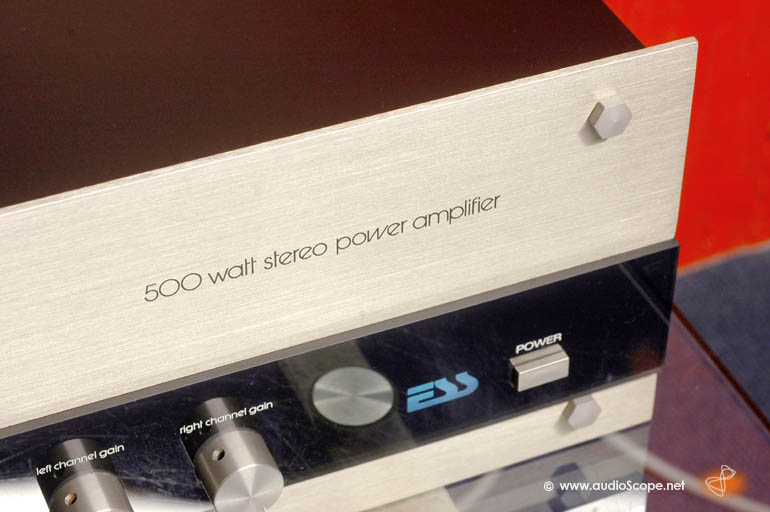 500 watt stereo power amplifier
POWER
ESS
right channel gain
left channel gain
© www.audioScope.net